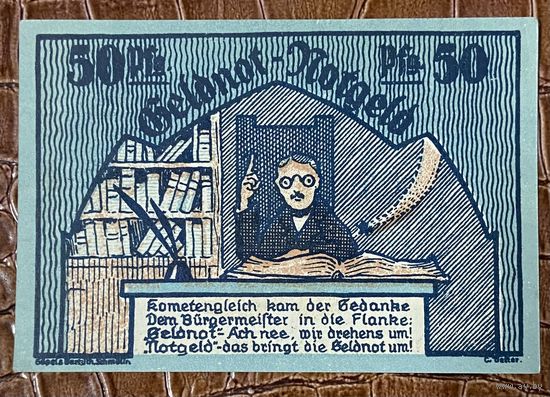 50 Pfg. Pfg. 50
Geldnot-Notgeld
Kometengleich kam der Gedanke
Dem Bürgermeister in die Flanke:
Geldnot-Ach nee, wir drehens um!
"Notgeld"-das bringt die Geldnot um!